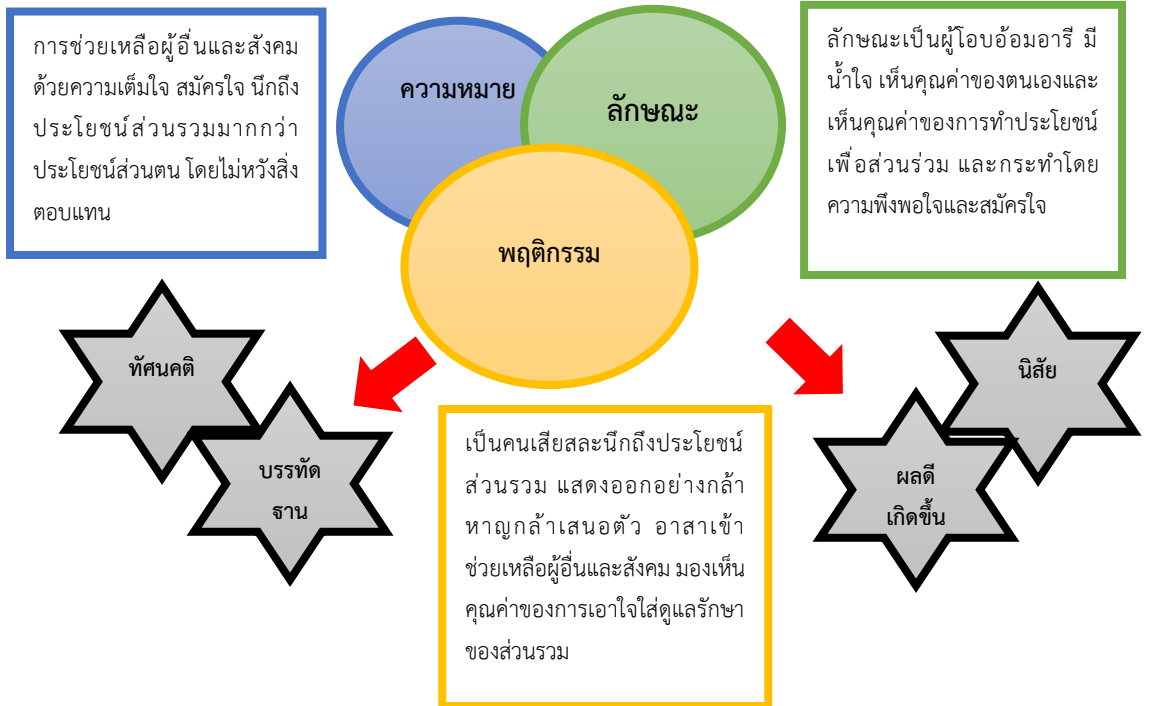 การช่วยเหลือผู้อื่นและสังคม
ด้วยความเต็มใจ สมัครใจ นึกถึง
ประโยชน์ส่วนรวมมากกว่า
ประโยชน์ส่วนตน โดยไม่หวังสิ่ง
ตอบแทน
ความหมาย
ลักษณะ
พฤติกรรม
ลักษณะเป็นผู้โอบอ้อมอารี มี
น้ำใจ เห็นคุณค่าของตนเองและ
เห็นคุณค่าของการทำประโยชน์
เพื่อส่วนร่วม และกระทำโดย
ความพึงพอใจและสมัครใจ
ทัศนคติ
บรรทัด
ฐาน
เป็นคนเสียสละนึกถึงประโยชน์
ส่วนรวม แสดงออกอย่างกล้า
หาญกล้าเสนอตัว อาสาเข้า
ช่วยเหลือผู้อื่นและสังคม มองเห็น
คุณค่าของการเอาใจใส่ดูแลรักษา
ของส่วนรวม
นิสัย
ผลดี
เกิดขึ้น